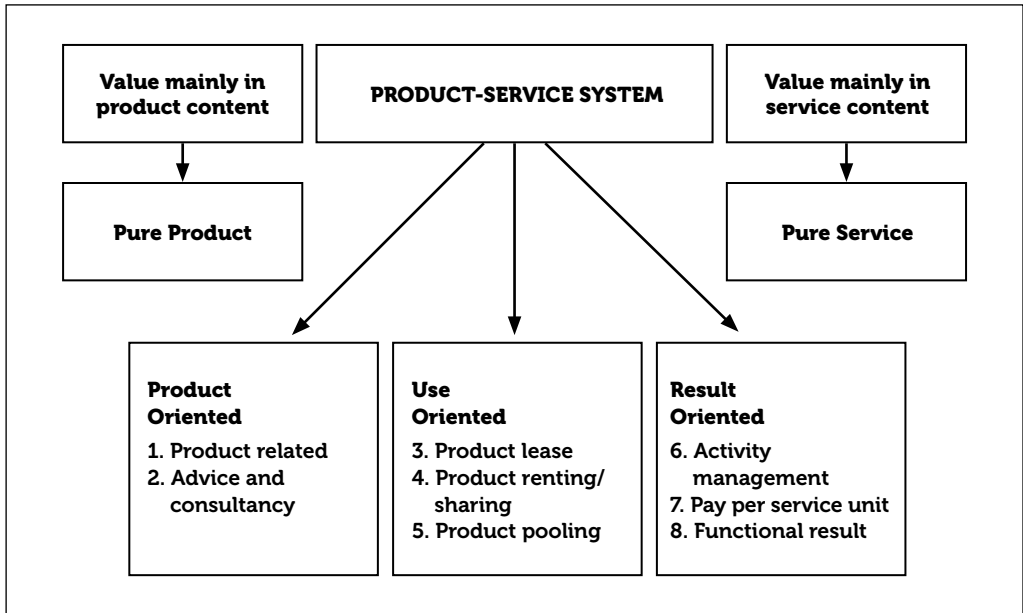 Value mainly in
product content
PRODUCT-SERVICE SYSTEM
Value mainly in
service content
Pure Product
Pure Service
Product
Oriented
1. Product related
2. Advice and
consultancy
Use
Oriented
3. Product lease
4. Product renting/
sharing
5. Product pooling
Result
Oriented
6. Activity
management
7. Pay per service unit
8. Functional result